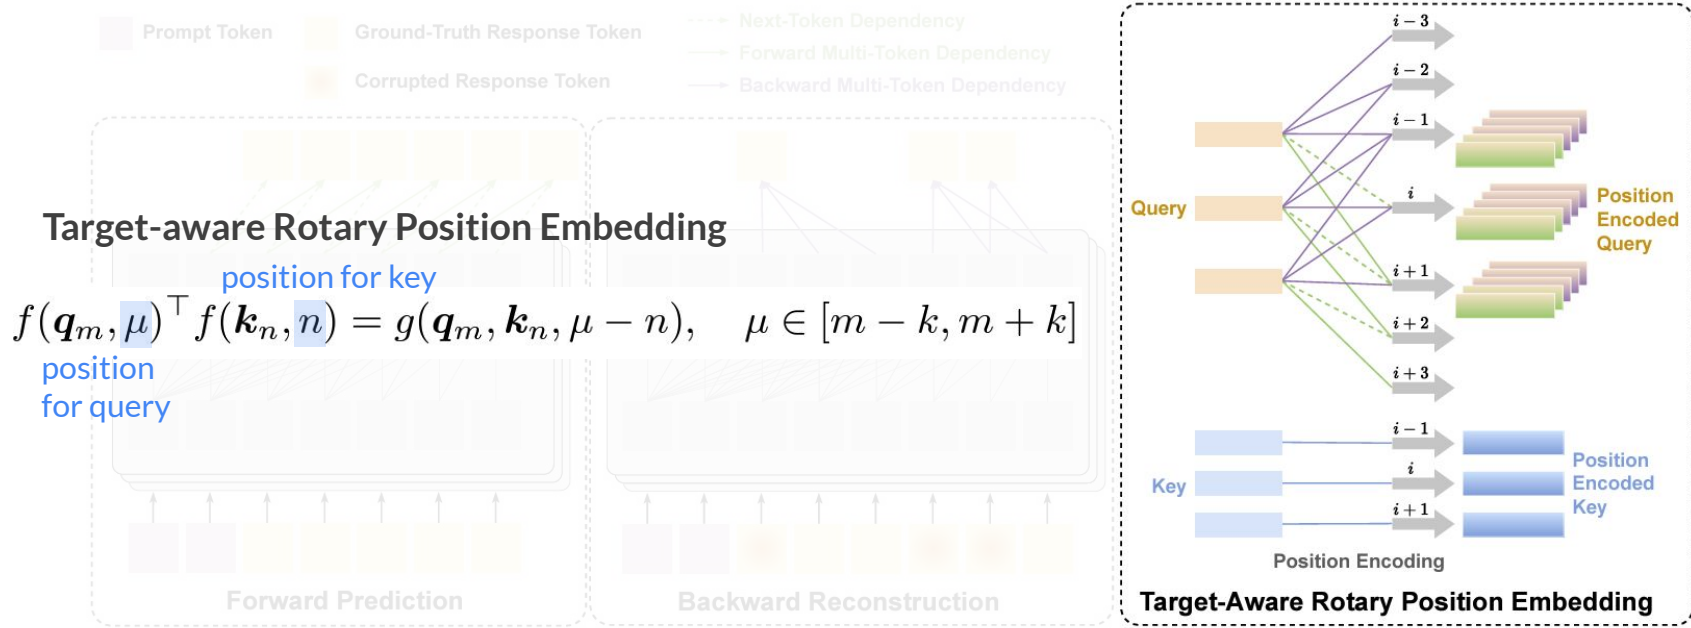 Prompt Token
Ground-Truth Response Token
Corrupted Response Token
Next-Token Dependency
Forward Multi-Token Dependency
Backward Multi-Token Dependency
Target-aware Rotary Position Embedding
position for key
f(q_m, μ)^⊤ f(k_n, n) = g(q_m, k_n, μ − n), μ ∈ [m − k, m + k]
position
for query
Forward Prediction
Backward Reconstruction
i − 3
i − 2
i − 1
i
i + 1
i + 2
i + 3
Query
Position
Encoded
Query
i − 1
i
i + 1
Key
Position
Encoded
Key
Position Encoding
Target-Aware Rotary Position Embedding